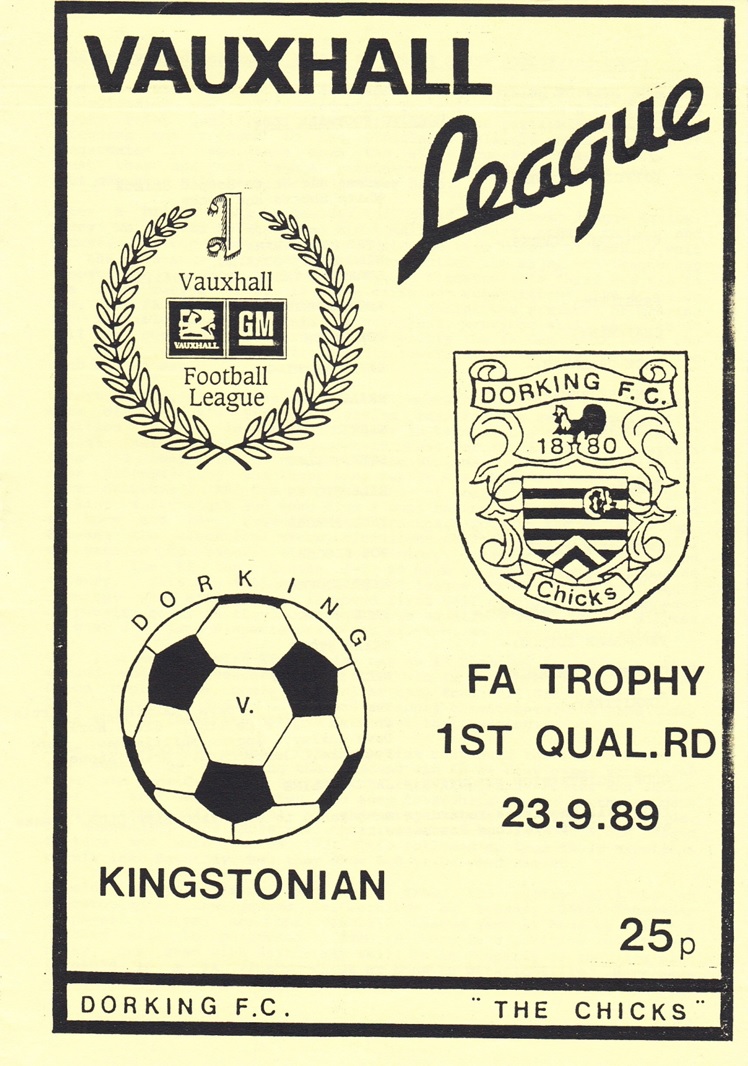 VAUXHALL
League
Vauxhall
VAUXHALL
GM
Football
League
DORKING F.C.
18 80
Chicks
DORKING
V.
KINGSTONIAN
FA TROPHY
1ST QUAL.RD
23.9.89
25p
DORKING F.C.
"THE CHICKS"